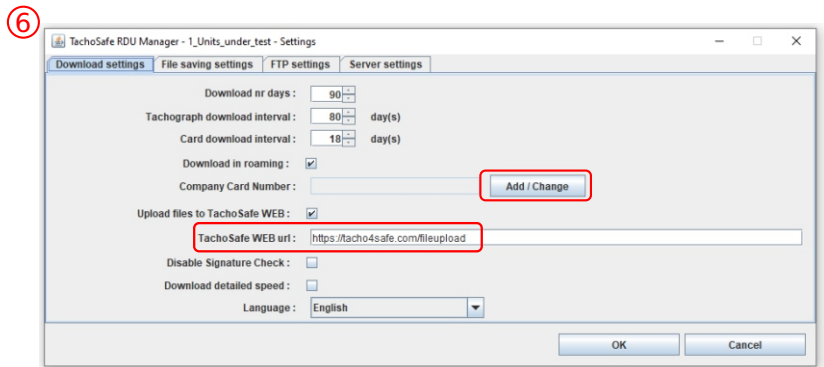 ⑥
TachoSafe RDU Manager - 1_Units_under_test - Settings
Download settings File saving settings FTP settings Server settings
Download nr days : 90
Tachograph download interval : 80 day(s)
Card download interval : 18 day(s)
Download in roaming :
Company Card Number : Add / Change
Upload files to TachoSafe WEB :
TachoSafe WEB url : https://tacho4safe.com/fileupload
Disable Signature Check :
Download detailed speed :
Language : English
OK Cancel